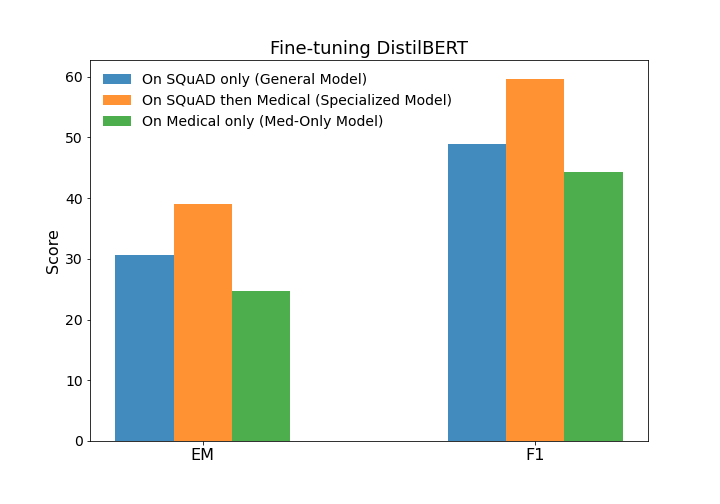 Fine-tuning DistilBERT
On SQuAD only (General Model)
On SQuAD then Medical (Specialized Model)
On Medical only (Med-Only Model)
Score
60
50
40
30
20
10
0
EM
F1